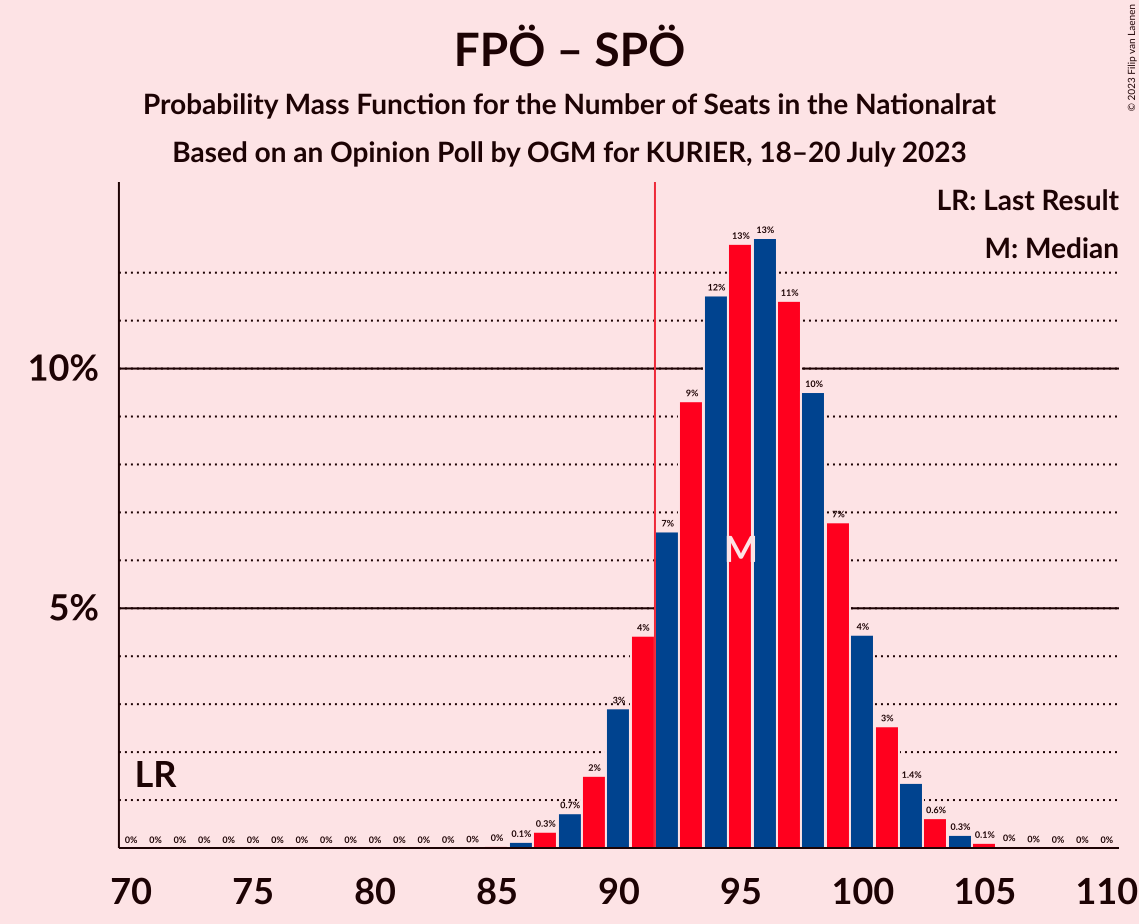 FPÖ – SPÖ
Probability Mass Function for the Number of Seats in the Nationalrat
Based on an Opinion Poll by OGM for KURIER, 18–20 July 2023
© 2023 Filip van Laenen
LR: Last Result
M: Median
10%
5%
LR
M
0% 0% 0% 0% 0% 0% 0% 0% 0% 0% 0% 0% 0% 0% 0% 0% 0.1% 0.3% 0.7% 2% 3% 4% 7% 9% 12% 13% 13% 11% 10% 7% 4% 3% 1.4% 0.6% 0.3% 0.1% 0% 0% 0% 0% 0%
70 75 80 85 90 95 100 105 110